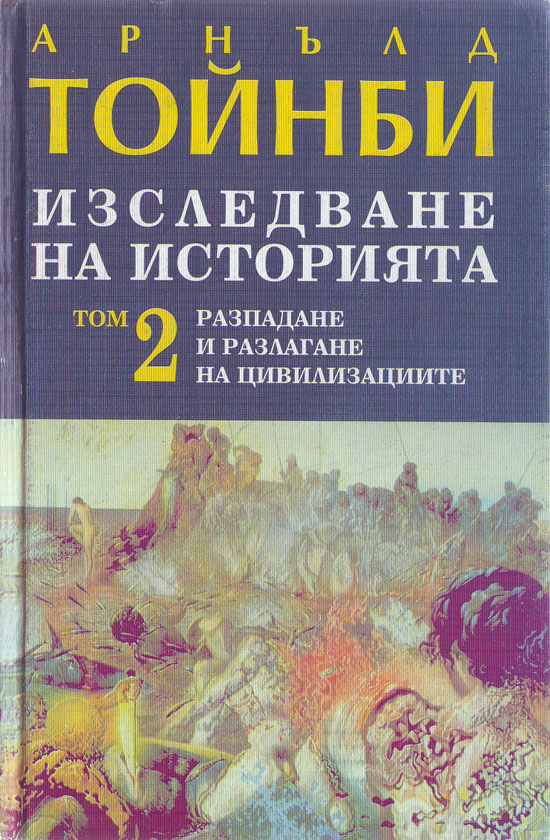 АРНЪЛД
ТОЙНБИ
ИЗСЛЕДВАНЕ
НА ИСТОРИЯТА
ТОМ 2
РАЗПАДАНЕ
И РАЗЛАГАНЕ
НА ЦИВИЛИЗАЦИИТЕ